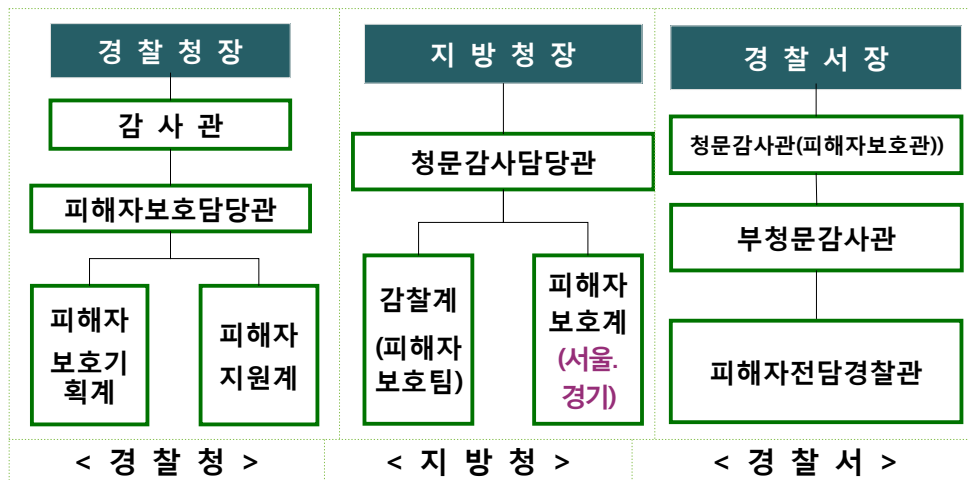 경 찰 청 장
감 사 관
피해자보호담당관
피해자
보호기
획계
피해자
지원계
< 경 찰 청 >
지 방 청 장
청문감사담당관
감찰계
(피해자
보호팀)
피해자
보호계
(서울.
경기)
< 지 방 청 >
경 찰 서 장
청문감사관(피해자보호관))
부청문감사관
피해자전담경찰관
< 경 찰 서 >